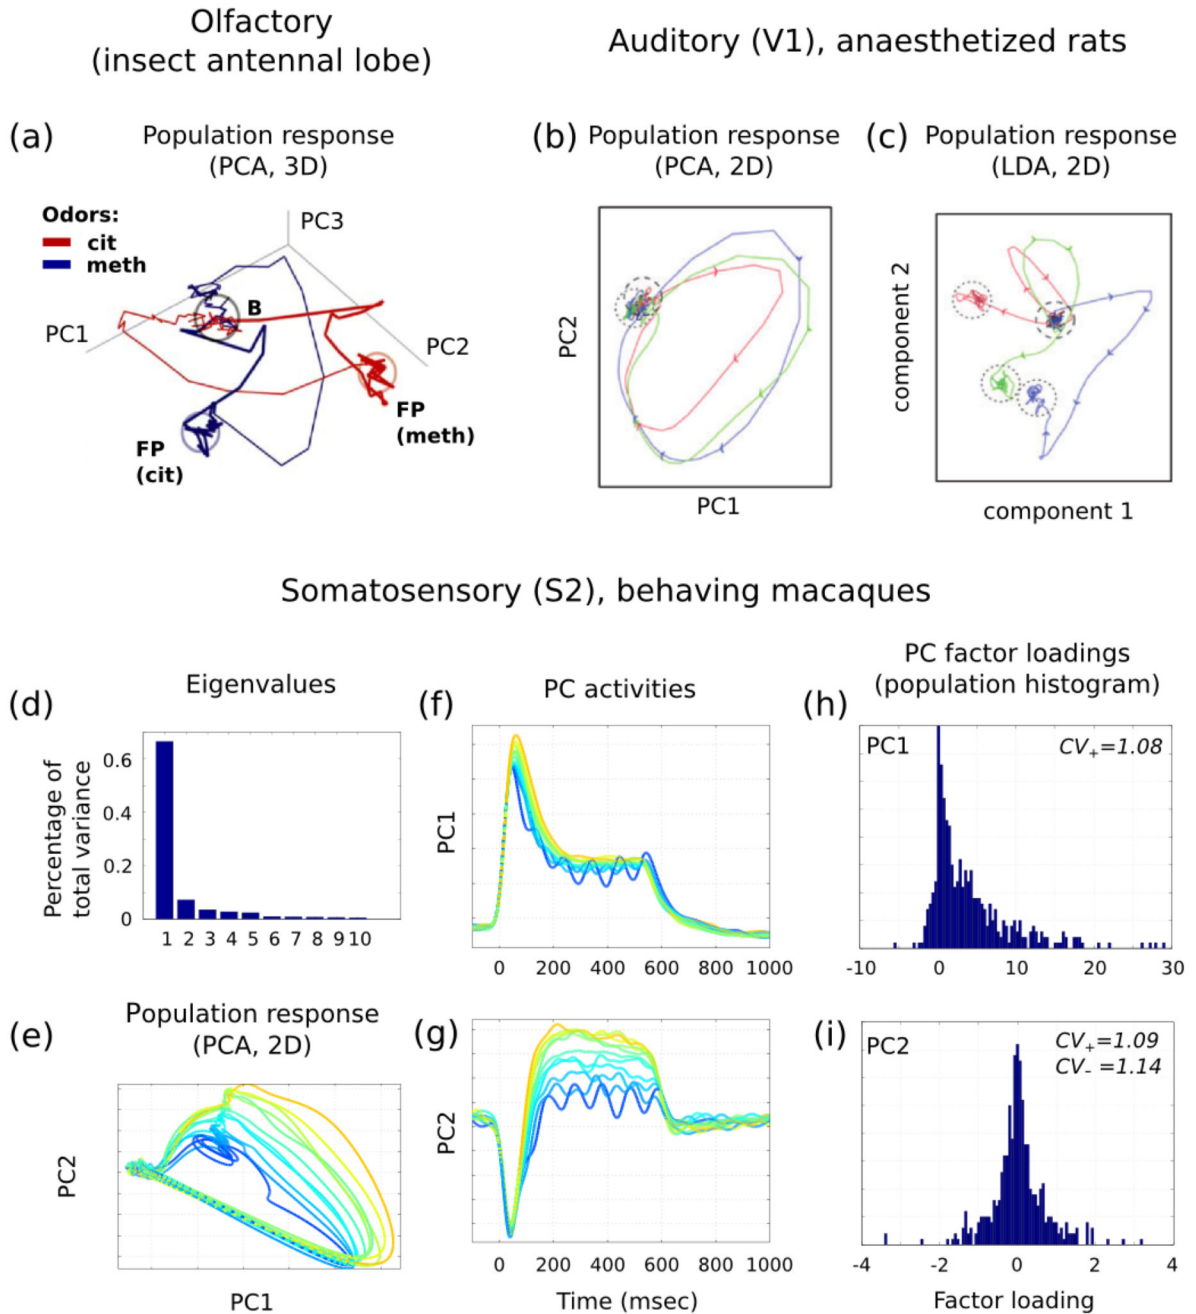 Olfactory
(insect antennal lobe)
Auditory (V1), anaesthetized rats
(a)
Population response
(PCA, 3D)
Odors:
cit
meth
PC3
B
PC1
PC2
FP
(meth)
FP
(cit)
(b)
Population response
(PCA, 2D)
PC2
PC1
(c)
Population response
(LDA, 2D)
component 2
component 1
Somatosensory (S2), behaving macaques
(d)
Eigenvalues
Percentage of
total variance
0.6
0.4
0.2
0
1 2 3 4 5 6 7 8 9 10
(f)
PC activities
PC1
0 200 400 600 800 1000
PC factor loadings
(population histogram)
(h)
PC1
CV+=1.08
-10 0 10 20 30
(e)
Population response
(PCA, 2D)
PC2
PC1
(g)
PC2
0 200 400 600 800 1000
Time (msec)
(i)
PC2
CV+=1.09
CV- =1.14
-4 -2 0 2 4
Factor loading